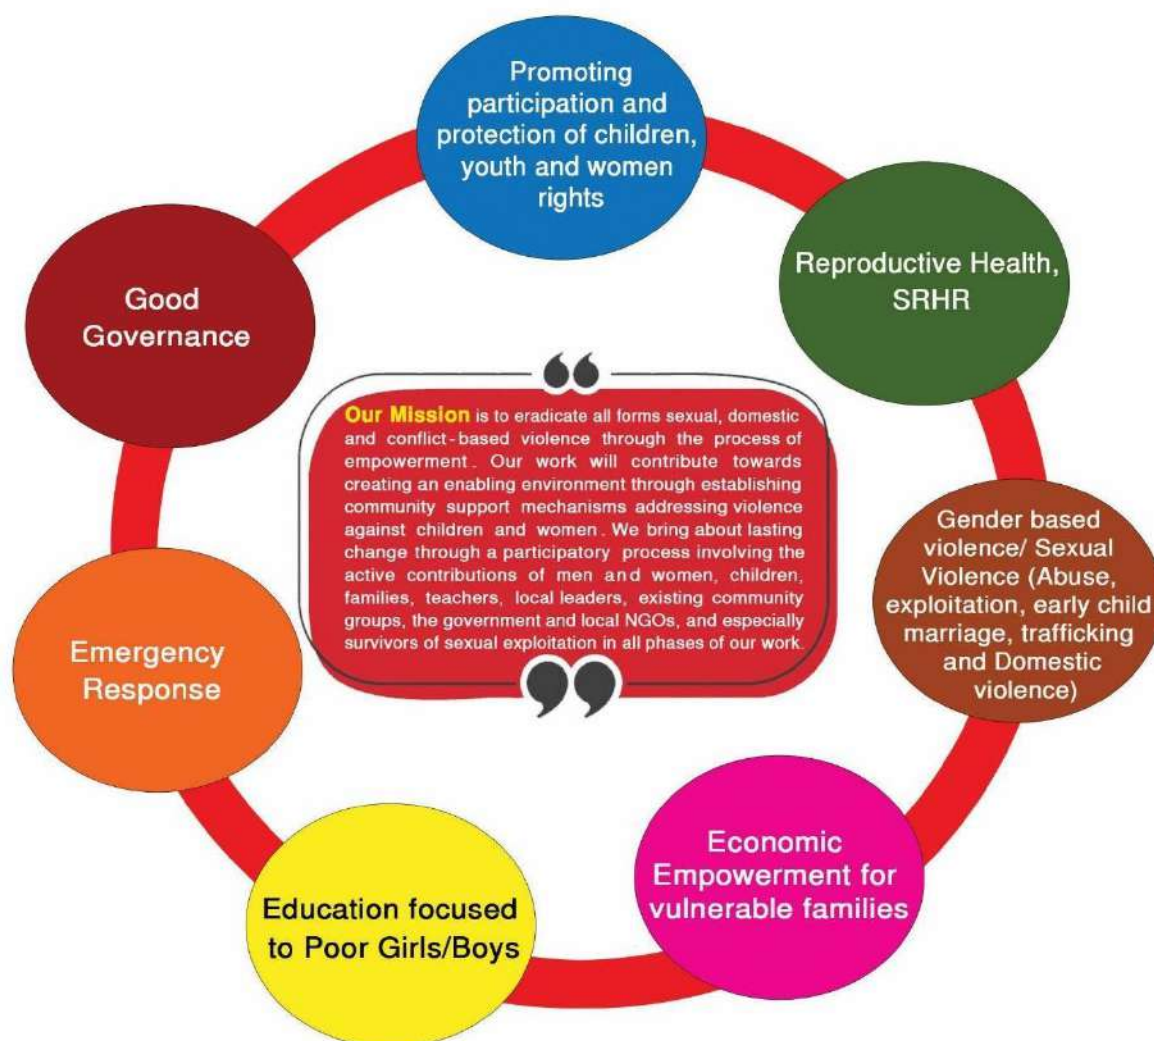 Promoting
participation and
protection of children,
youth and women
rights
Reproductive Health,
SRHR
Gender based
violence/ Sexual
Violence (Abuse,
exploitation, early child
marriage, trafficking
and Domestic
violence)
Economic
Empowerment for
vulnerable families
Education focused
to Poor Girls/Boys
Emergency
Response
Good
Governance
Our Mission is to eradicate all forms sexual, domestic
and conflict-based violence through the process of
empowerment. Our work will contribute towards
creating an enabling environment through establishing
community support mechanisms addressing violence
against children and women. We bring about lasting
change through a participatory process involving the
active contributions of men and women, children,
families, teachers, local leaders, existing community
groups, the government and local NGOs, and especially
survivors of sexual exploitation in all phases of our work.